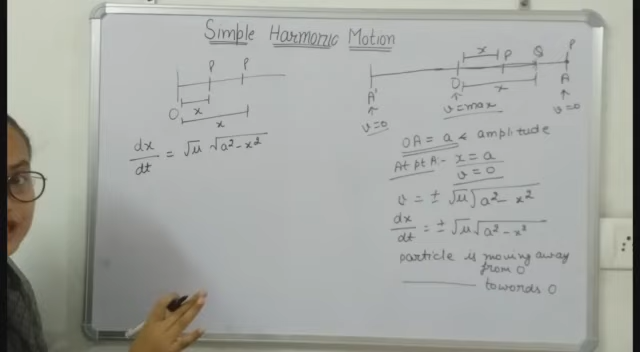 Simple Harmonic Motion
P P
O x
x
dx/dt = √μ √a²-x²
x P Q P
A' O x A
v=0 v=max v=0
OA = a & amplitude
At pt A:- x = a
v = 0
v = ± √μ √a² - x²
dx/dt = ± √μ √a² - x²
particle is moving away
from O
towards O